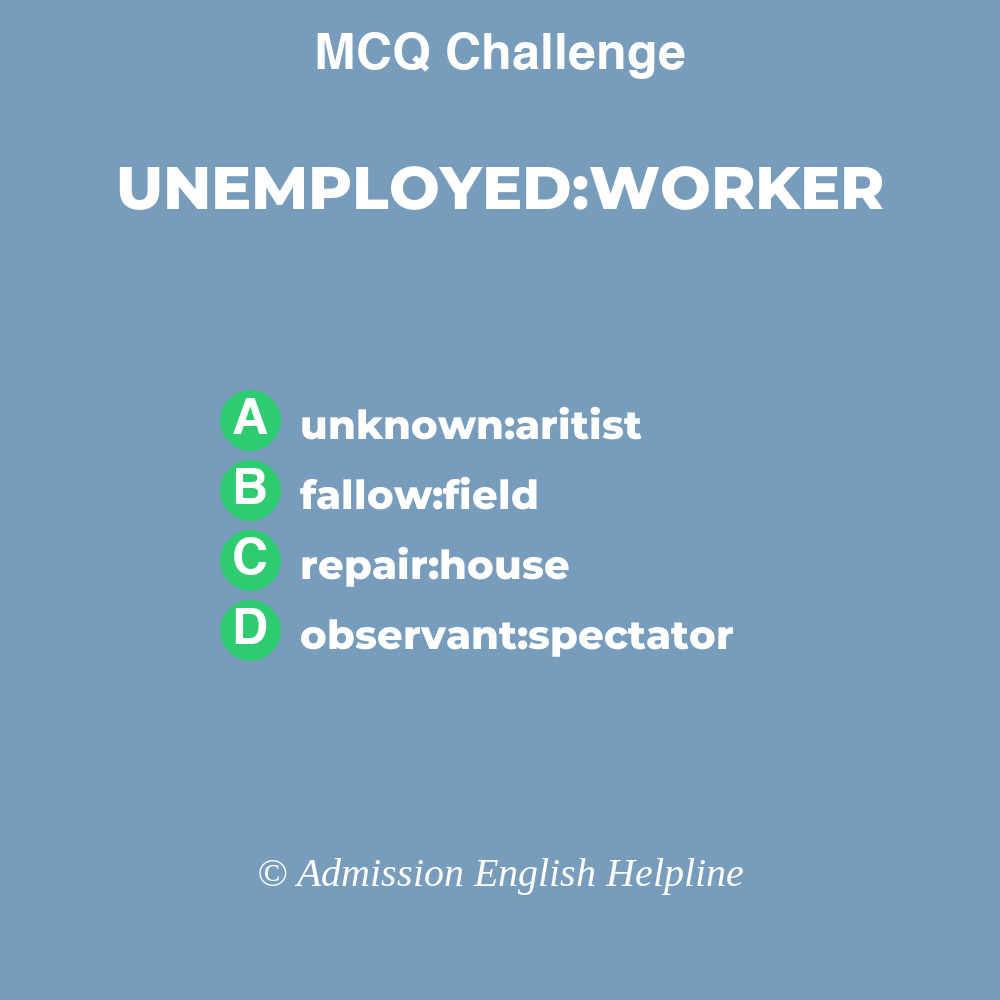 MCQ Challenge
UNEMPLOYED:WORKER
A unknown:aritist
B fallow:field
C repair:house
D observant:spectator
© Admission English Helpline